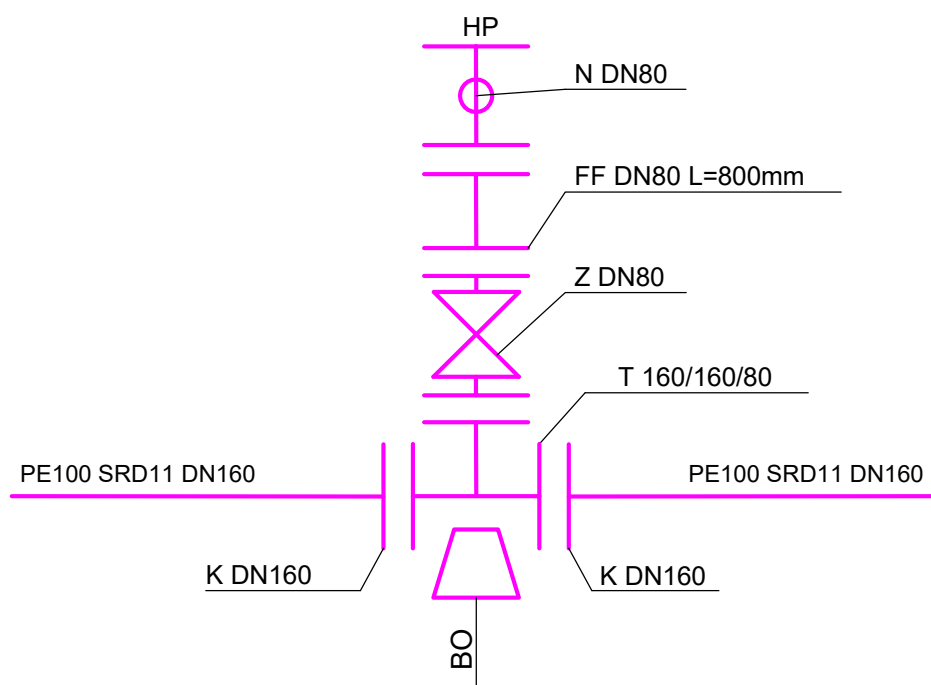 HP
N DN80
FF DN80 L=800mm
Z DN80
T 160/160/80
PE100 SRD11 DN160
PE100 SRD11 DN160
K DN160
K DN160
BO